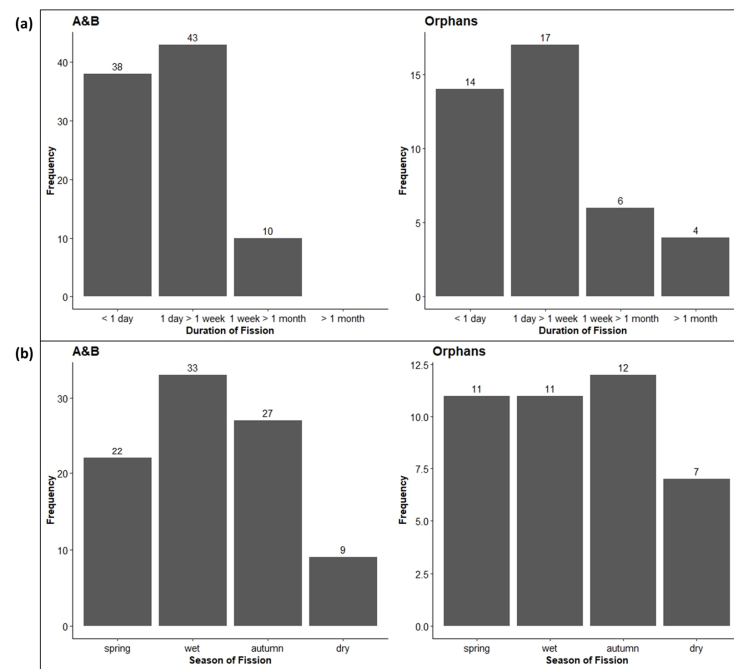 (a)
A&B
Orphans
38
43
10
40
30
20
10
0
Frequency
< 1 day
1 day > 1 week
1 week > 1 month
> 1 month
Duration of Fission
14
17
6
4
15
10
5
0
Frequency
< 1 day
1 day > 1 week
1 week > 1 month
> 1 month
Duration of Fission
(b)
A&B
Orphans
22
33
27
9
30
20
10
0
Frequency
spring
wet
autumn
dry
Season of Fission
11
11
12
7
12.5
10.0
7.5
5.0
2.5
0.0
Frequency
spring
wet
autumn
dry
Season of Fission